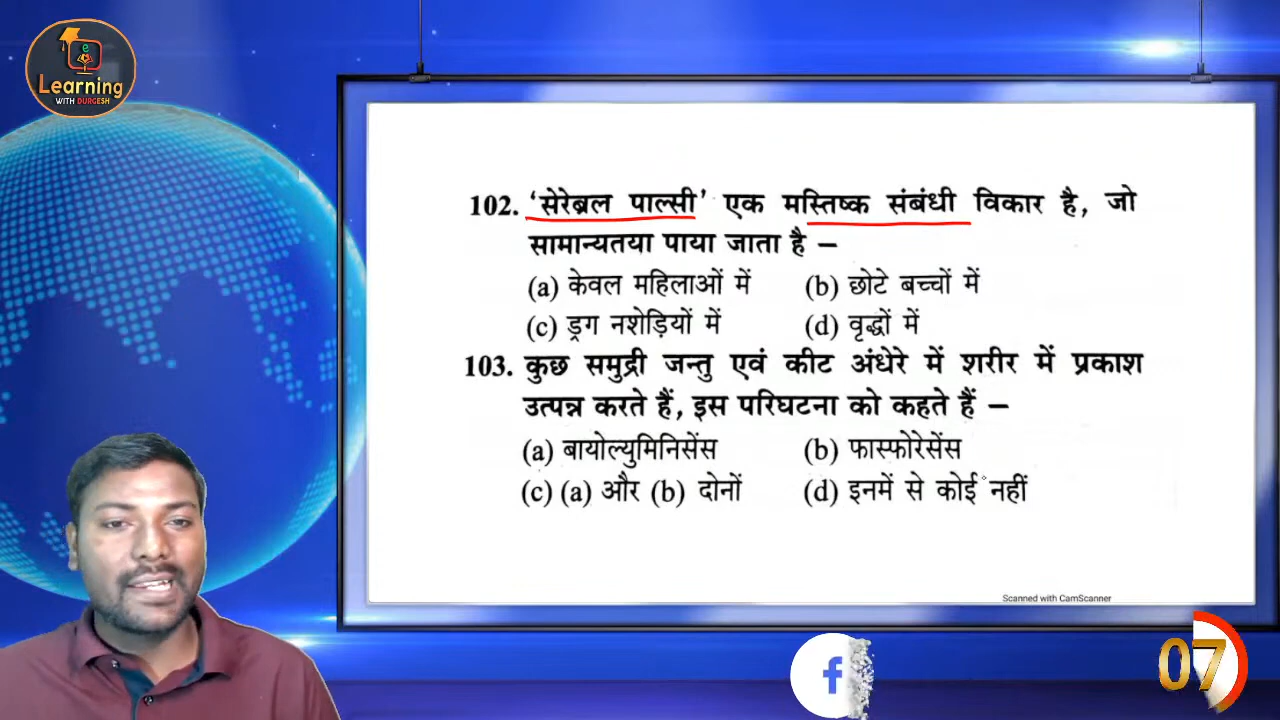 e
Learning
WITH DURGESH
102. ‘सेरेब्रल पाल्सी’ एक मस्तिष्क संबंधी विकार है, जो
सामान्यतया पाया जाता है –
(a) केवल महिलाओं में (b) छोटे बच्चों में
(c) ड्रग नशेड़ियों में (d) वृद्धों में
103. कुछ समुद्री जन्तु एवं कीट अंधेरे में शरीर में प्रकाश
उत्पन्न करते हैं, इस परिघटना को कहते हैं –
(a) बायोल्युमिनिसेंस (b) फास्फोरेसेंस
(c) (a) और (b) दोनों (d) इनमें से कोई नहीं
Scanned with CamScanner
f
07